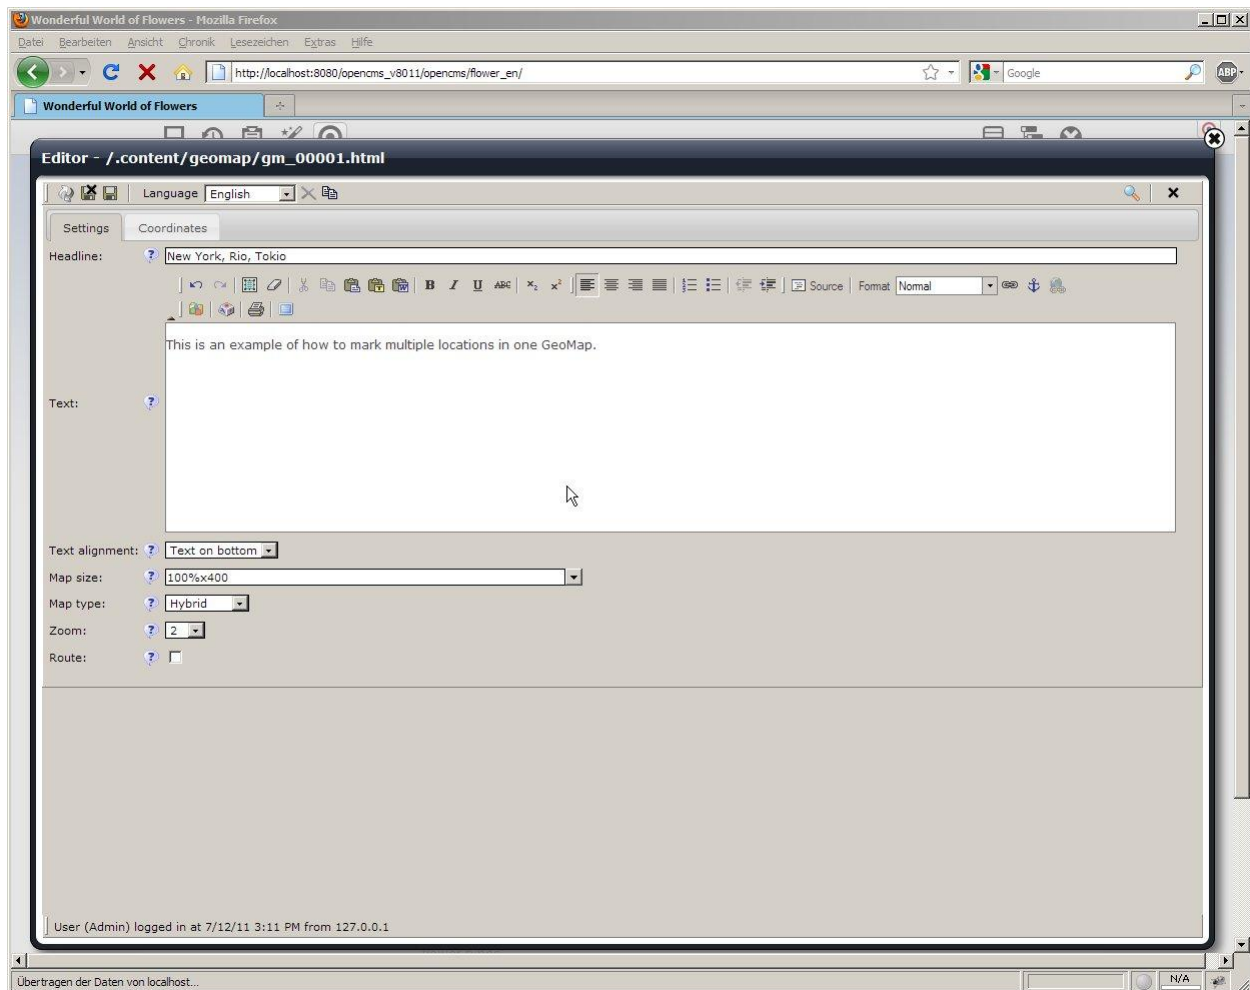 Wonderful World of Flowers - Mozilla Firefox
Datei Bearbeiten Ansicht Chronik Lesezeichen Extras Hilfe
http://localhost:8080/opencms_v8011/opencms/flower_en/ Google ABP
Wonderful World of Flowers
Editor - /.content/geomap/gm_00001.html
Language English
Settings Coordinates
Headline: ? New York, Rio, Tokio
B I U ABC x₂ x² Source Format Normal
This is an example of how to mark multiple locations in one GeoMap.
Text: ?
Text alignment: ? Text on bottom
Map size: ? 100%x400
Map type: ? Hybrid
Zoom: ? 2
Route: ?
User (Admin) logged in at 7/12/11 3:11 PM from 127.0.0.1
Übertragen der Daten von localhost... N/A